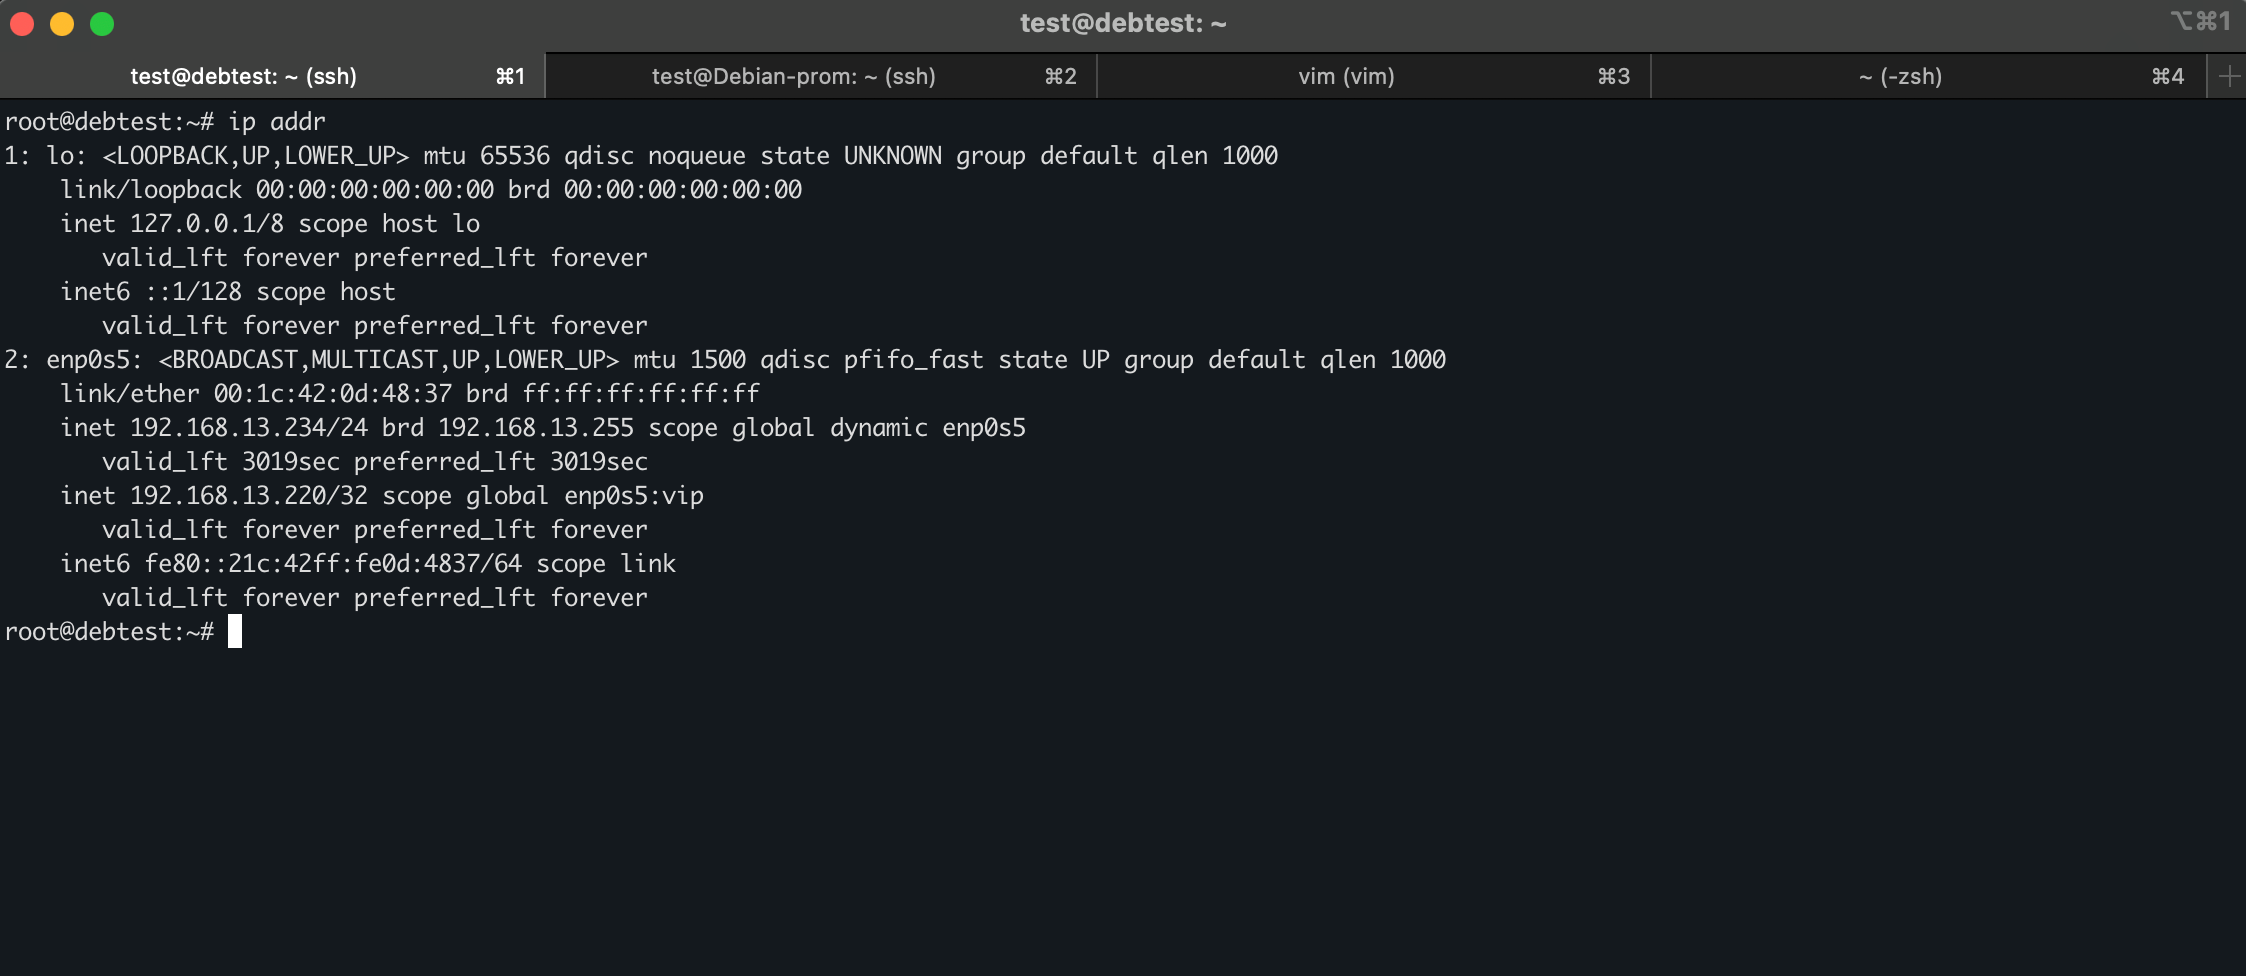 test@debtest: ~
⌥⌘1
test@debtest: ~ (ssh) ⌘1
test@Debian-prom: ~ (ssh) ⌘2
vim (vim) ⌘3
~ (-zsh) ⌘4
root@debtest:~# ip addr
1: lo: <LOOPBACK,UP,LOWER_UP> mtu 65536 qdisc noqueue state UNKNOWN group default qlen 1000
    link/loopback 00:00:00:00:00:00 brd 00:00:00:00:00:00
    inet 127.0.0.1/8 scope host lo
       valid_lft forever preferred_lft forever
    inet6 ::1/128 scope host
       valid_lft forever preferred_lft forever
2: enp0s5: <BROADCAST,MULTICAST,UP,LOWER_UP> mtu 1500 qdisc pfifo_fast state UP group default qlen 1000
    link/ether 00:1c:42:0d:48:37 brd ff:ff:ff:ff:ff:ff
    inet 192.168.13.234/24 brd 192.168.13.255 scope global dynamic enp0s5
       valid_lft 3019sec preferred_lft 3019sec
    inet 192.168.13.220/32 scope global enp0s5:vip
       valid_lft forever preferred_lft forever
    inet6 fe80::21c:42ff:fe0d:4837/64 scope link
       valid_lft forever preferred_lft forever
root@debtest:~#